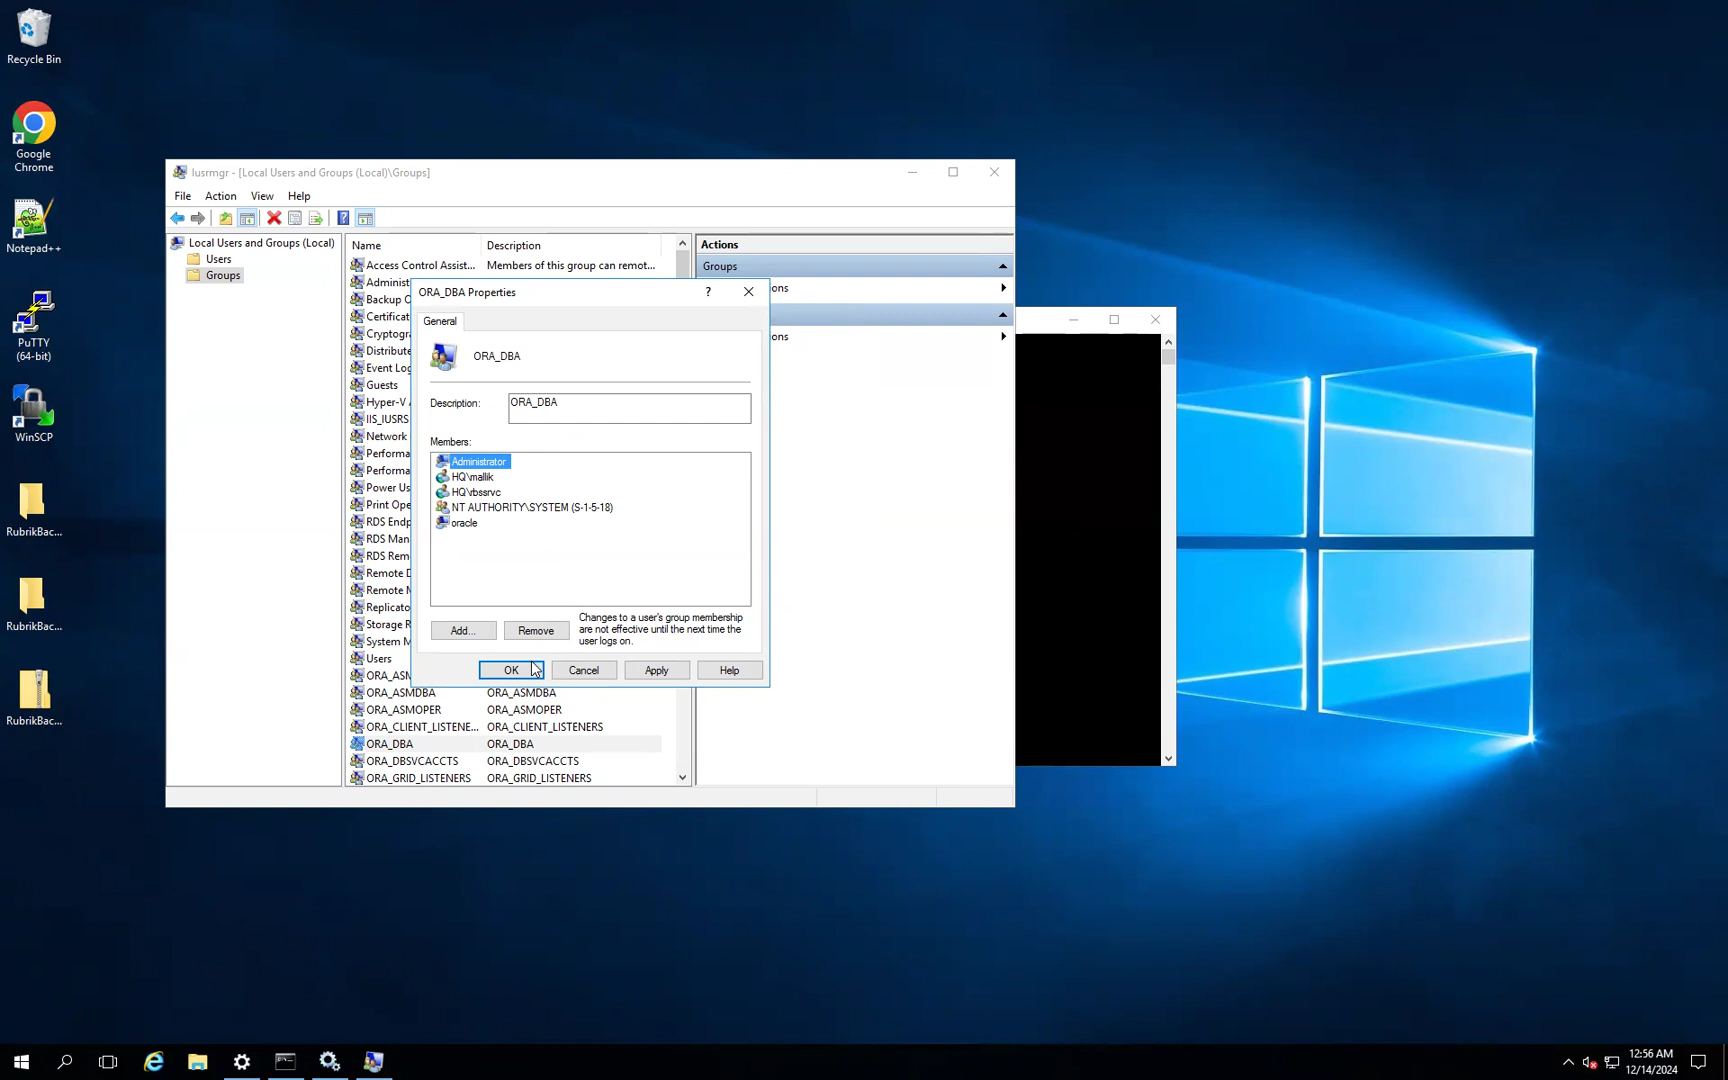 Recycle Bin
Google
Chrome
Notepad++
PuTTY
(64-bit)
WinSCP
RubrikBac...
RubrikBac...
RubrikBac...
lusrmgr - [Local Users and Groups (Local)\Groups]
File Action View Help
Local Users and Groups (Local)
Users
Groups
Name Description
Access Control Assist... Members of this group can remot...
Administ
Backup O
Certificat
Cryptogra
Distribute
Event Log
Guests
Hyper-V A
IIS_IUSRS
Network
Performa
Performa
Power Us
Print Ope
RDS Endp
RDS Man
RDS Rem
Remote D
Remote M
Replicato
Storage R
System M
Users
ORA_ASM
ORA_ASMDBA ORA_ASMDBA
ORA_ASMOPER ORA_ASMOPER
ORA_CLIENT_LISTENE... ORA_CLIENT_LISTENERS
ORA_DBA ORA_DBA
ORA_DBSVCACCTS ORA_DBSVCACCTS
ORA_GRID_LISTENERS ORA_GRID_LISTENERS
Actions
Groups
ons
ons
ORA_DBA Properties
?
General
ORA_DBA
Description: ORA_DBA
Members:
Administrator
HQ\mallik
HQ\rbssrvc
NT AUTHORITY\SYSTEM (S-1-5-18)
oracle
Add... Remove
Changes to a user's group membership
are not effective until the next time the
user logs on.
OK Cancel Apply Help
12:56 AM
12/14/2024